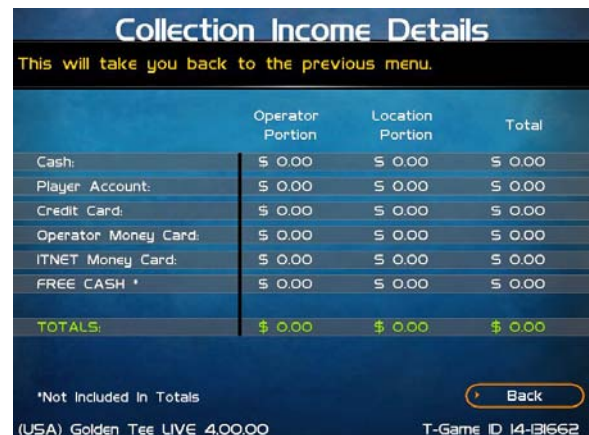 Collection Income Details
This will take you back to the previous menu.
Operator Portion Location Portion Total
Cash: $ 0.00 $ 0.00 $ 0.00
Player Account: $ 0.00 $ 0.00 $ 0.00
Credit Card: $ 0.00 $ 0.00 $ 0.00
Operator Money Card: $ 0.00 $ 0.00 $ 0.00
ITNET Money Card: $ 0.00 $ 0.00 $ 0.00
FREE CASH * $ 0.00 $ 0.00 $ 0.00
TOTALS: $ 0.00 $ 0.00 $ 0.00
*Not Included In Totals
Back
(USA) Golden Tee LIVE 4.00.00 T-Game ID 14-131662